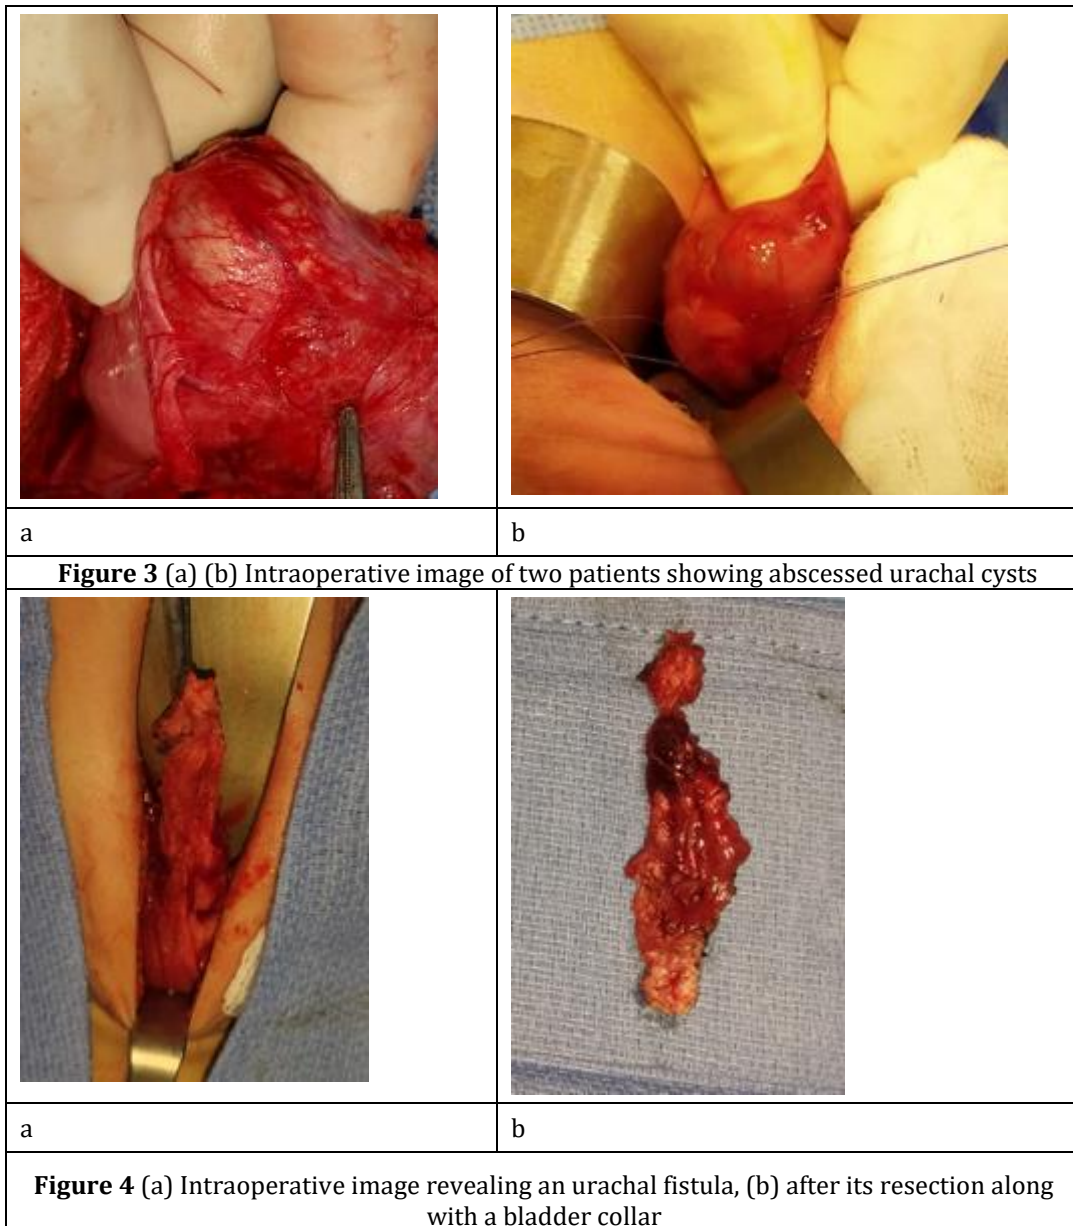 a
b
Figure 3 (a) (b) Intraoperative image of two patients showing abscessed urachal cysts
a
b
Figure 4 (a) Intraoperative image revealing an urachal fistula, (b) after its resection along
with a bladder collar